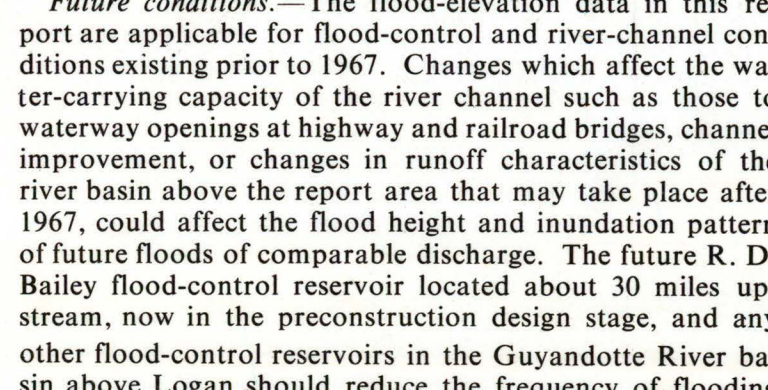 Future conditions.—The flood-elevation data in this re
port are applicable for flood-control and river-channel con
ditions existing prior to 1967. Changes which affect the wa
ter-carrying capacity of the river channel such as those to
waterway openings at highway and railroad bridges, channe
improvement, or changes in runoff characteristics of the
river basin above the report area that may take place afte
1967, could affect the flood height and inundation pattern
of future floods of comparable discharge. The future R. D
Bailey flood-control reservoir located about 30 miles up
stream, now in the preconstruction design stage, and any
other flood-control reservoirs in the Guyandotte River ba
sin above Logan should reduce the frequency of flooding